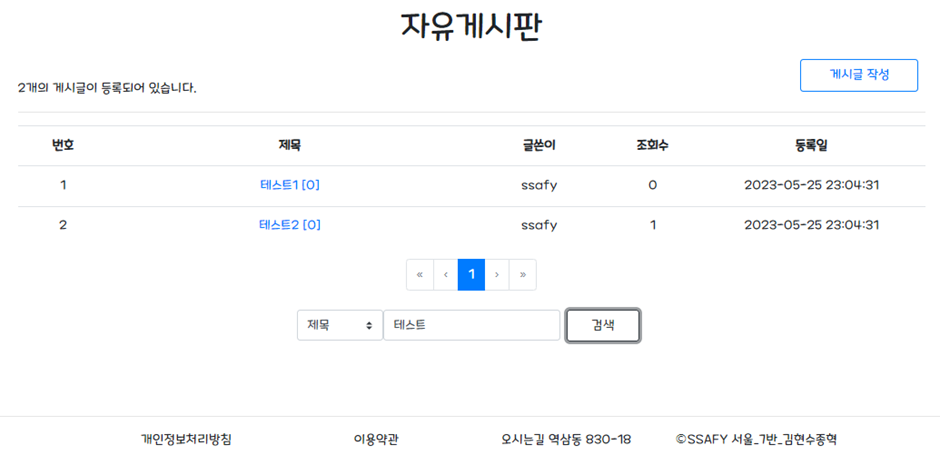 자유게시판
게시글 작성
2개의 게시글이 등록되어 있습니다.
번호 제목 글쓴이 조회수 등록일
1 테스트1 [0] ssafy 0 2023-05-25 23:04:31
2 테스트2 [0] ssafy 1 2023-05-25 23:04:31
« ‹ 1 › »
제목 테스트 검색
개인정보처리방침 이용약관 오시는길 역삼동 830-18 ©SSAFY 서울_7반_김현수종혁